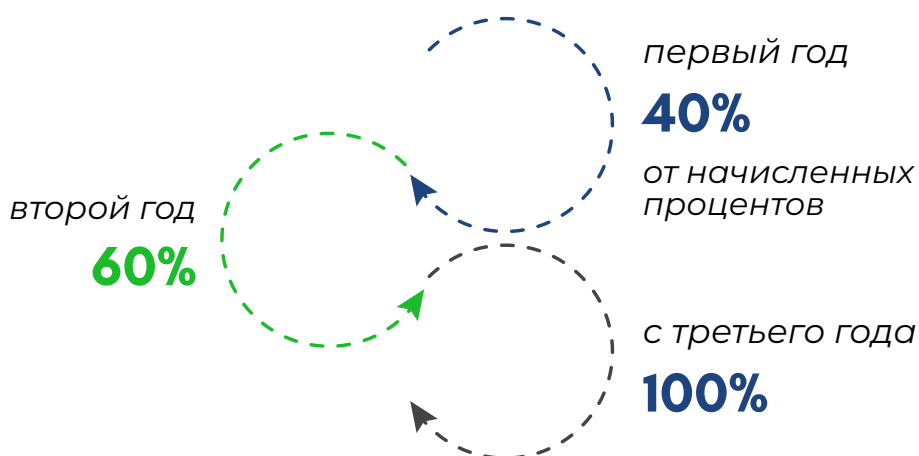 первый год
40%
от начисленных
процентов
второй год
60%
с третьего года
100%